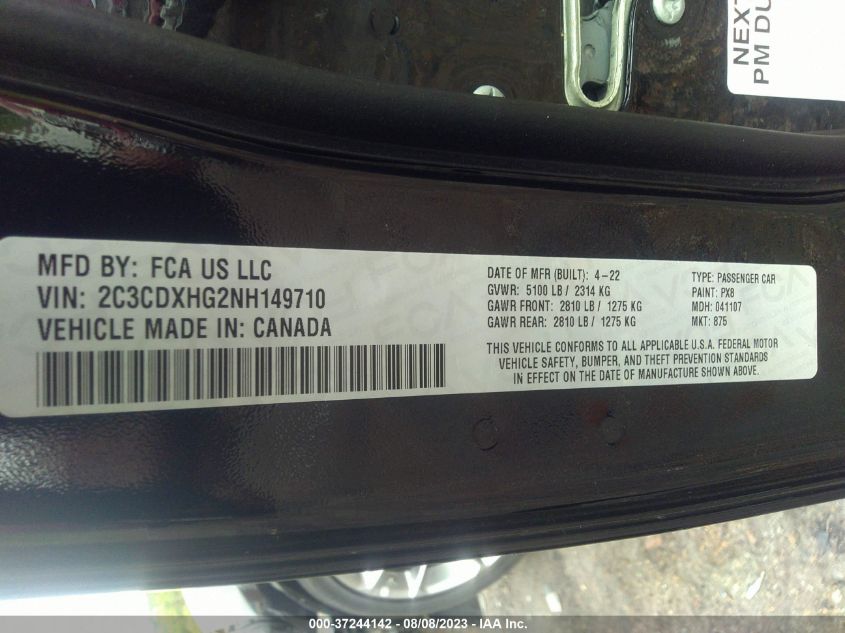 NEXT
PM DU
MFD BY: FCA US LLC
VIN: 2C3CDXHG2NH149710
VEHICLE MADE IN: CANADA
DATE OF MFR (BUILT): 4-22
GVWR: 5100 LB / 2314 KG
GAWR FRONT: 2810 LB / 1275 KG
GAWR REAR: 2810 LB / 1275 KG
TYPE: PASSENGER CAR
PAINT: PX8
MDH: 041107
MKT: 875
THIS VEHICLE CONFORMS TO ALL APPLICABLE U.S.A. FEDERAL MOTOR
VEHICLE SAFETY, BUMPER, AND THEFT PREVENTION STANDARDS
IN EFFECT ON THE DATE OF MANUFACTURE SHOWN ABOVE.
000-37244142 - 08/08/2023 - IAA Inc.